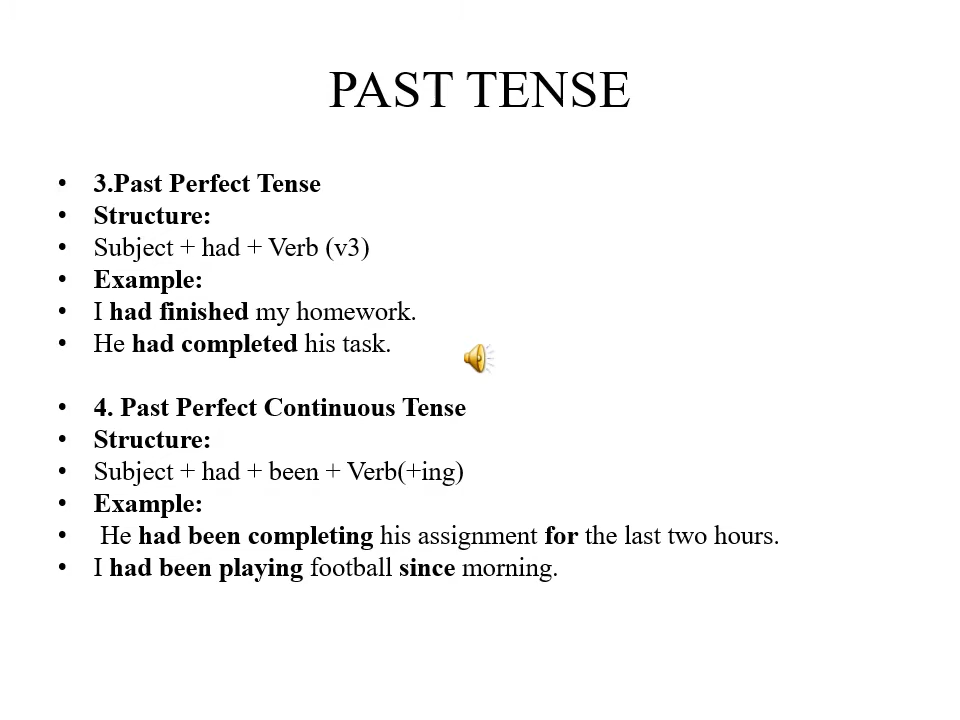 PAST TENSE
• 3.Past Perfect Tense
• Structure:
• Subject + had + Verb (v3)
• Example:
• I had finished my homework.
• He had completed his task.
• 4. Past Perfect Continuous Tense
• Structure:
• Subject + had + been + Verb(+ing)
• Example:
• He had been completing his assignment for the last two hours.
• I had been playing football since morning.